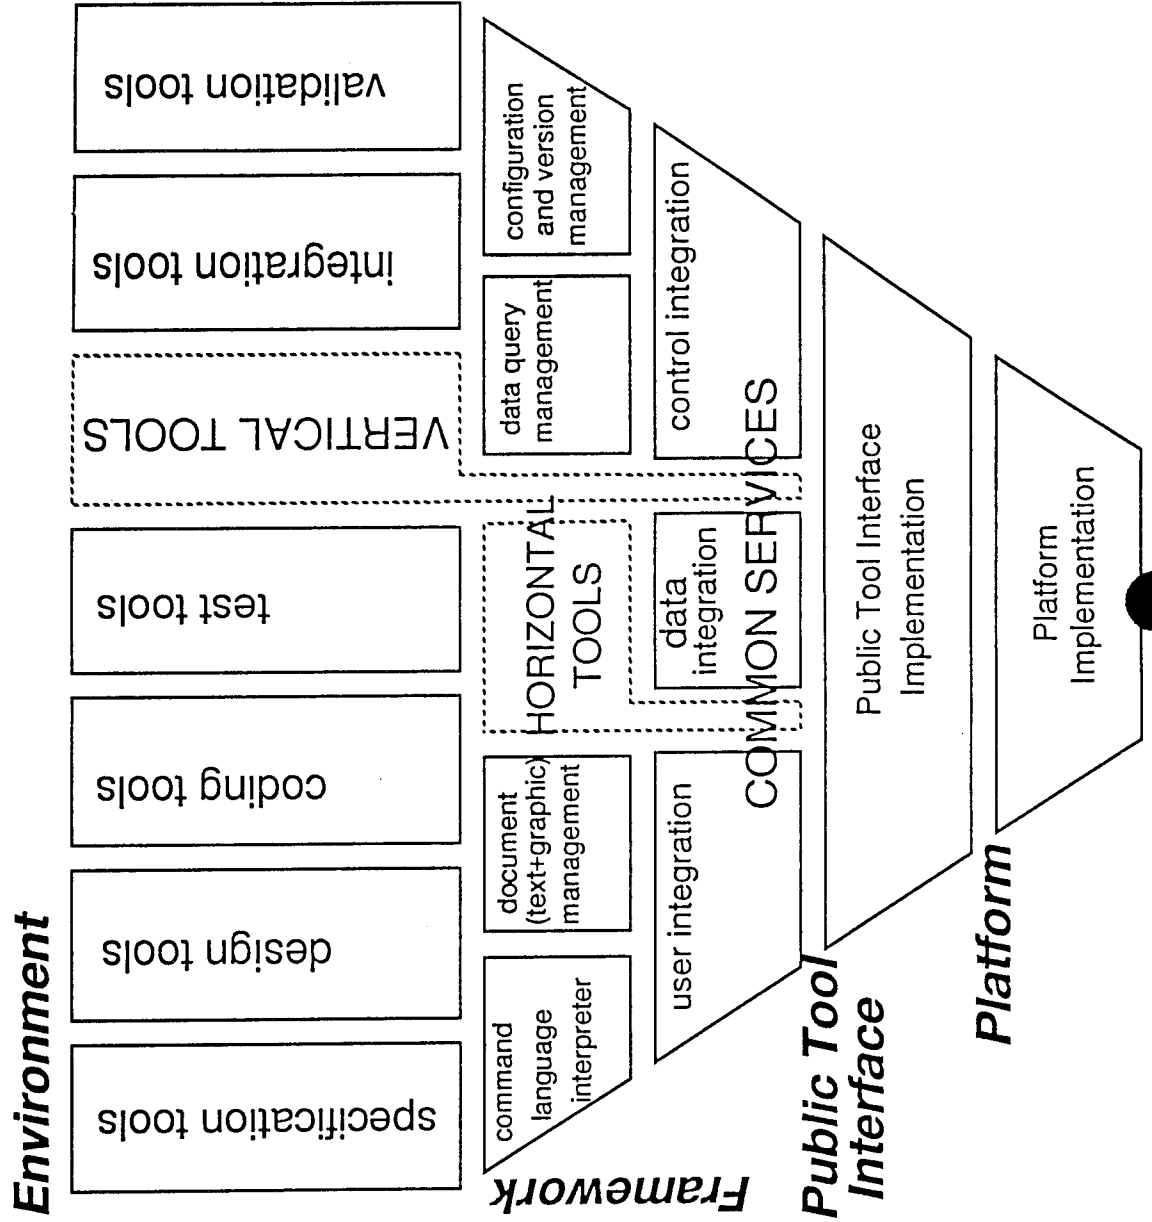 Environment
specification tools
design tools
coding tools
test tools
VERTICAL TOOLS
integration tools
validation tools
Framework
command
language
interpreter
document
(text+graphic)
management
HORIZONTAL
TOOLS
data query
management
configuration
and version
management
user integration
data
integration
control integration
COMMON SERVICES
Public Tool
Interface
Public Tool Interface
Implementation
Platform
Platform
Implementation